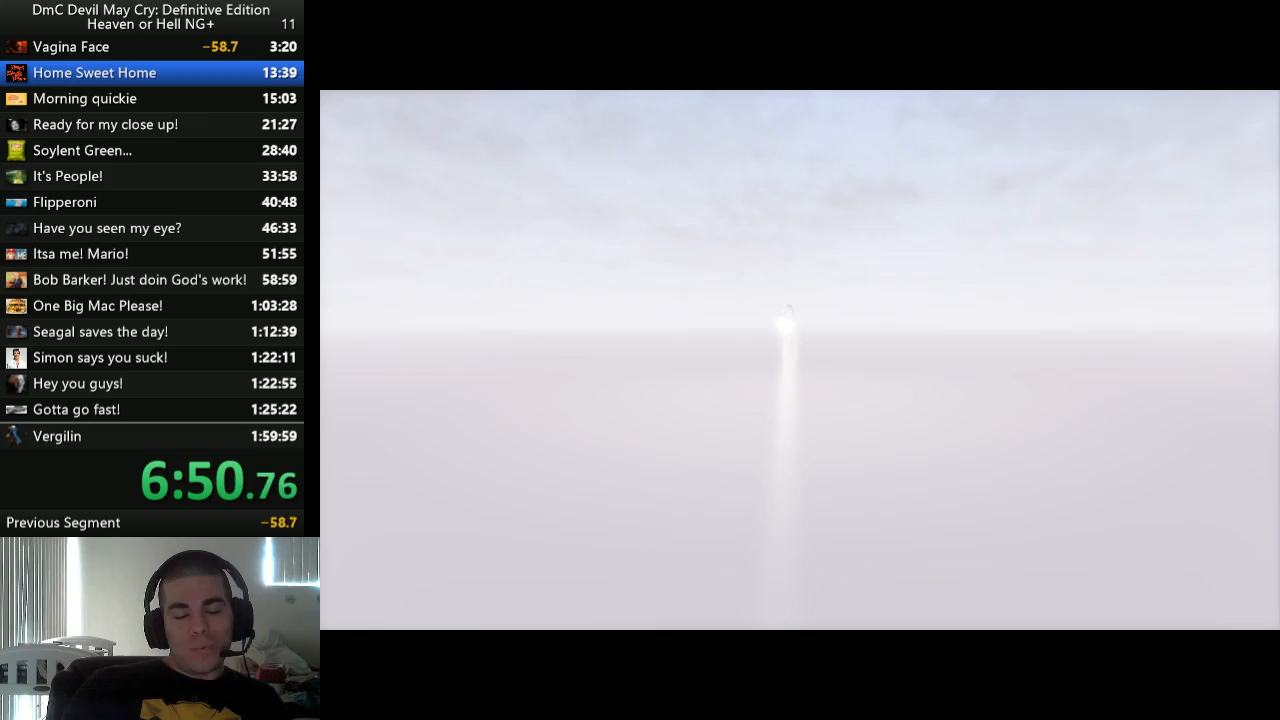 DmC Devil May Cry: Definitive Edition
Heaven or Hell NG+ 11
Vagina Face −58.7 3:20
Home Sweet Home 13:39
Morning quickie 15:03
Ready for my close up! 21:27
Soylent Green... 28:40
It's People! 33:58
Flipperoni 40:48
Have you seen my eye? 46:33
Itsa me! Mario! 51:55
Bob Barker! Just doin God's work! 58:59
One Big Mac Please! 1:03:28
Seagal saves the day! 1:12:39
Simon says you suck! 1:22:11
Hey you guys! 1:22:55
Gotta go fast! 1:25:22
Vergilin 1:59:59
6:50.76
Previous Segment −58.7